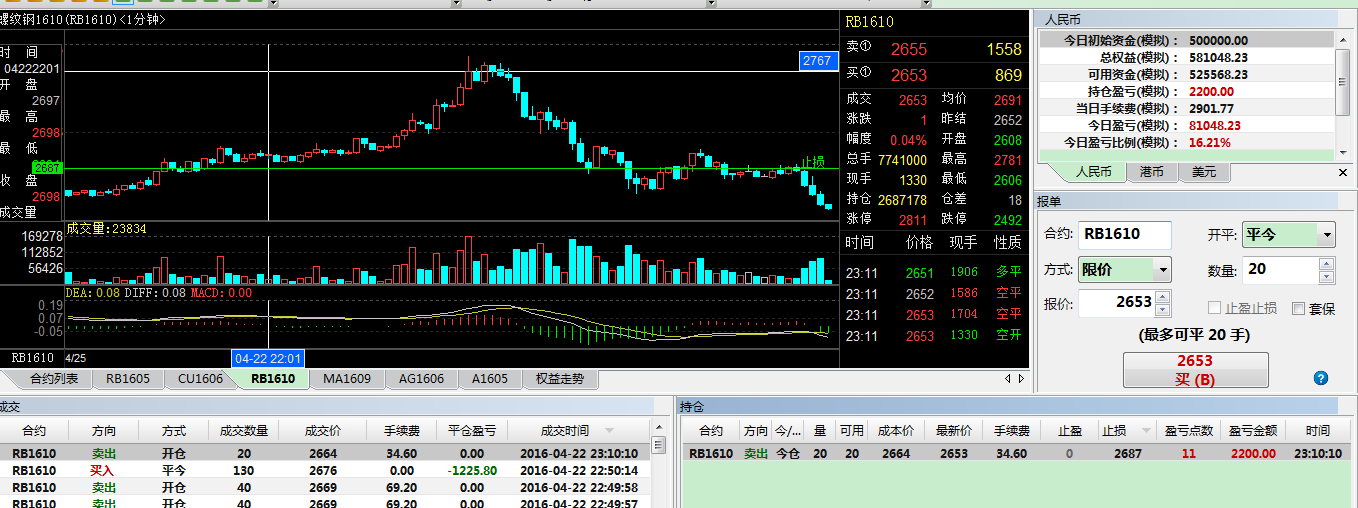 螺纹钢1610(RB1610)<1分钟>
时 间
04222201
开 盘
2697
最 高
2698
最 低
2687
收 盘
2698
成交量
2767
止损
成交量:23834
169278
112852
56426
DEA:0.08 DIFF:0.08 MACD:0.00
0.19
0.07
-0.05
RB1610 4/25 04-22 22:01
RB1610
卖① 2655 1558
买① 2653 869
成交 2653 均价 2691
涨跌 1 昨结 2652
幅度 0.04% 开盘 2608
总手 7741000 最高 2781
现手 1330 最低 2606
持仓 2687178 仓差 18
涨停 2811 跌停 2492
时间 价格 现手 性质
23:11 2651 1906 多平
23:11 2652 1586 空平
23:11 2653 1704 空平
23:11 2653 1330 空开
合约列表 RB1605 CU1606 RB1610 MA1609 AG1606 A1605 权益走势
人民币
今日初始资金(模拟): 500000.00
总权益(模拟): 581048.23
可用资金(模拟): 525568.23
持仓盈亏(模拟): 2200.00
当日手续费(模拟): 2901.77
今日盈亏(模拟): 81048.23
今日盈亏比例(模拟): 16.21%
人民币 港币 美元
报单
合约: RB1610 开平: 平今
方式: 限价 数量: 20
报价: 2653 止盈止损 套保
(最多可平 20 手)
2653
买 (B)
成交
合约 方向 方式 成交数量 成交价 手续费 平仓盈亏 成交时间
RB1610 卖出 开仓 20 2664 34.60 0.00 2016-04-22 23:10:10
RB1610 买入 平今 130 2676 0.00 -1225.80 2016-04-22 22:50:14
RB1610 卖出 开仓 40 2669 69.20 0.00 2016-04-22 22:49:58
RB1610 卖出 开仓 40 2669 69.20 0.00 2016-04-22 22:49:57
持仓
合约 方向 今/... 量 可用 成本价 最新价 手续费 止盈 止损 盈亏点数 盈亏金额 时间
RB1610 卖出 今仓 20 20 2664 2653 34.60 0 2687 11 2200.00 23:10:10